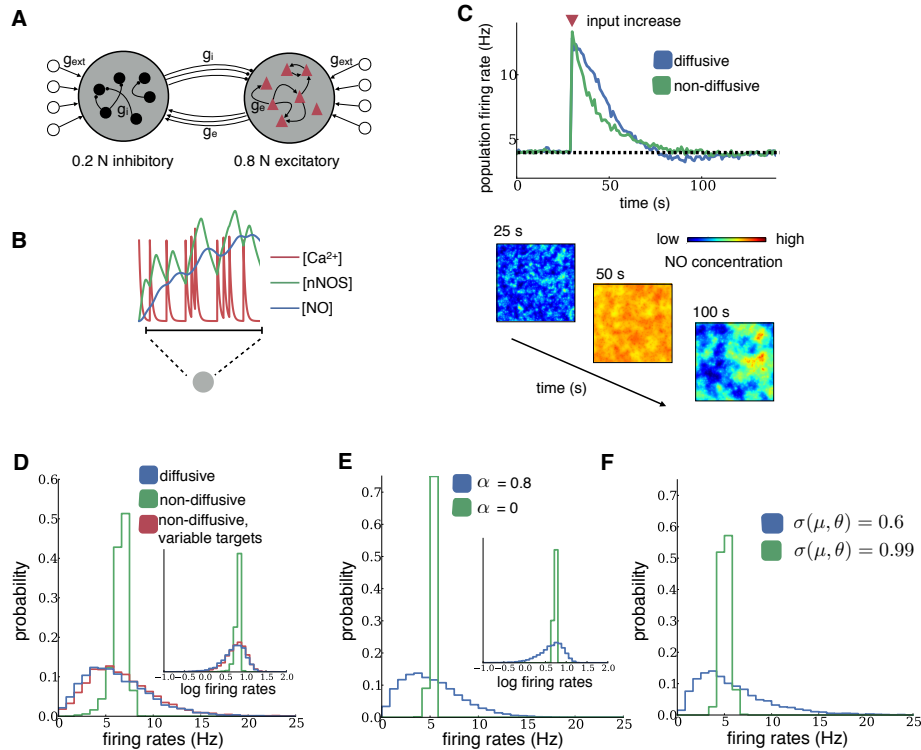 A
g_ext
g_i
g_ext
g_i
g_e
g_e
0.2 N inhibitory
0.8 N excitatory
B
[Ca²⁺]
[nNOS]
[NO]
C
input increase
diffusive
non-diffusive
population firing rate (Hz)
12
4
0
50
100
time (s)
25 s
low
high
NO concentration
50 s
100 s
time (s)
D
diffusive
non-diffusive
non-diffusive,
variable targets
probability
0.6
0.5
0.4
0.3
0.2
0.1
0.0
−1.0 −0.5 0.0 0.5 1.0 1.5 2.0
log firing rates
0 5 10 15 20 25
firing rates (Hz)
E
α = 0.8
α = 0
probability
0.7
0.6
0.5
0.4
0.3
0.2
0.1
0.0
−1.0 −0.5 0.0 0.5 1.0 1.5 2.0
log firing rates
0 5 10 15 20 25
firing rates (Hz)
F
σ(μ, θ) = 0.6
σ(μ, θ) = 0.99
probability
0.7
0.6
0.5
0.4
0.3
0.2
0.1
0.0
0 5 10 15 20 25
firing rates (Hz)